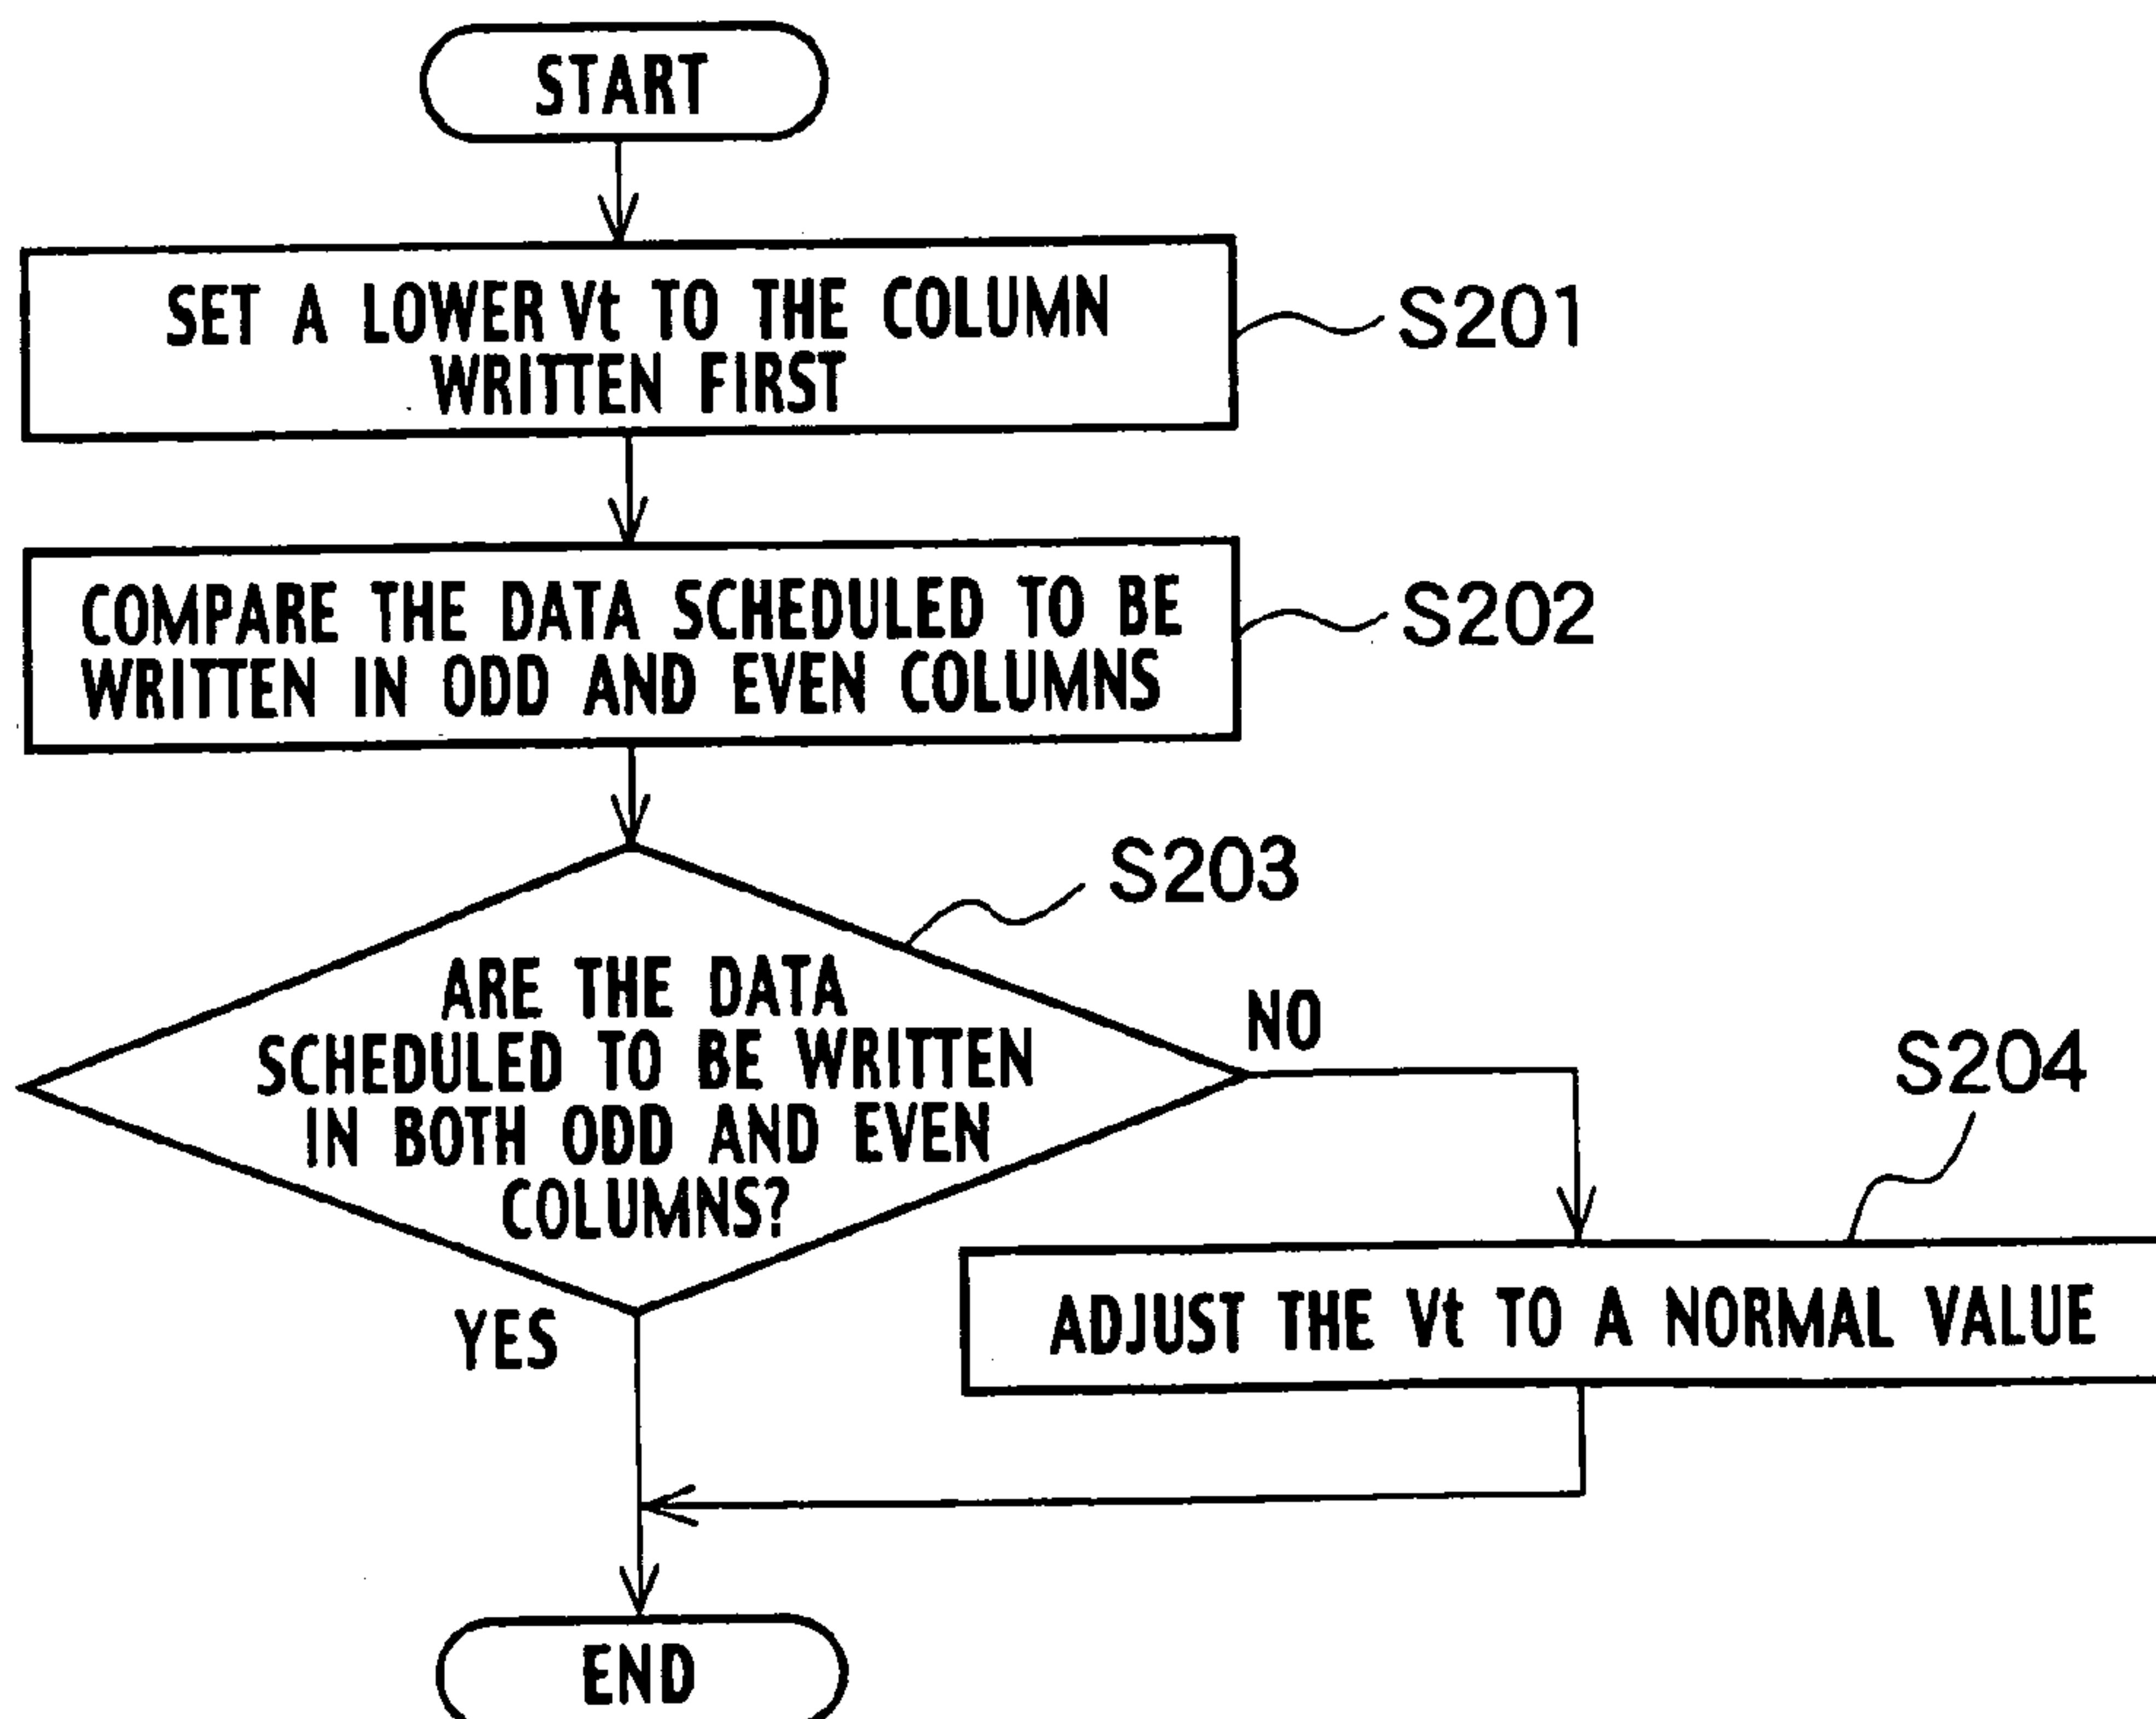 START
SET A LOWER Vt TO THE COLUMN
WRITTEN FIRST
S201
COMPARE THE DATA SCHEDULED TO BE
WRITTEN IN ODD AND EVEN COLUMNS
S202
S203
ARE THE DATA
SCHEDULED TO BE WRITTEN
IN BOTH ODD AND EVEN
COLUMNS?
NO
S204
ADJUST THE Vt TO A NORMAL VALUE
YES
END